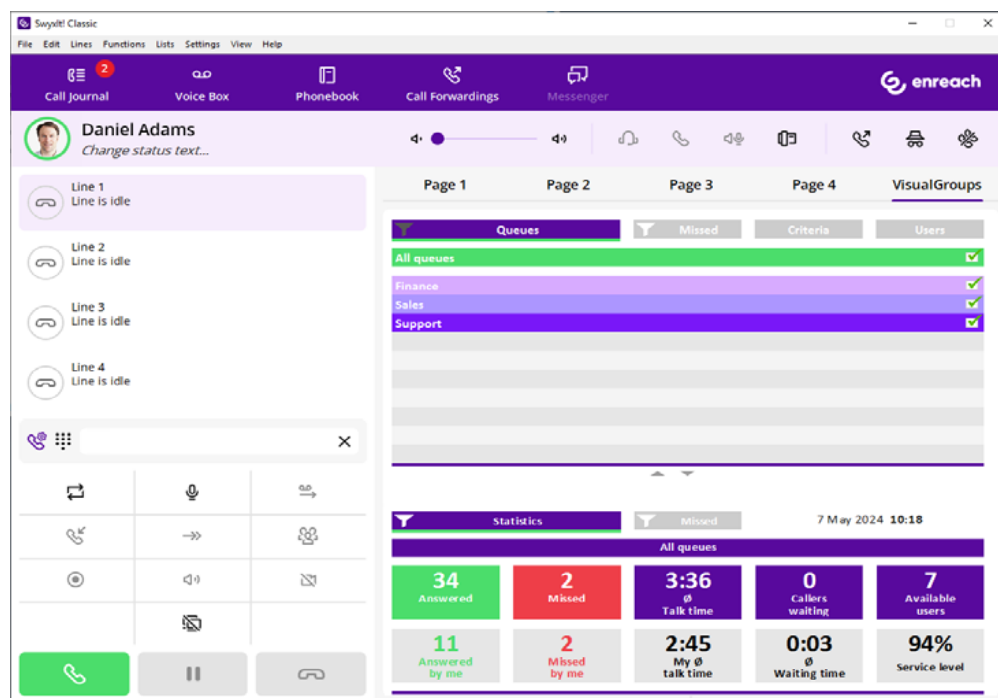 SwyxIt! Classic
File Edit Lines Functions Lists Settings View Help
2
Call Journal Voice Box Phonebook Call Forwardings Messenger
enreach
Daniel Adams
Change status text...
Line 1
Line is idle
Line 2
Line is idle
Line 3
Line is idle
Line 4
Line is idle
Page 1 Page 2 Page 3 Page 4 VisualGroups
Queues Missed Criteria Users
All queues
Finance
Sales
Support
Statistics Missed 7 May 2024 10:18
All queues
34 2 3:36 0 7
Answered Missed Ø Callers Available
Talk time waiting users
11 2 2:45 0:03 94%
Answered Missed My Ø Ø Service level
by me by me talk time Waiting time